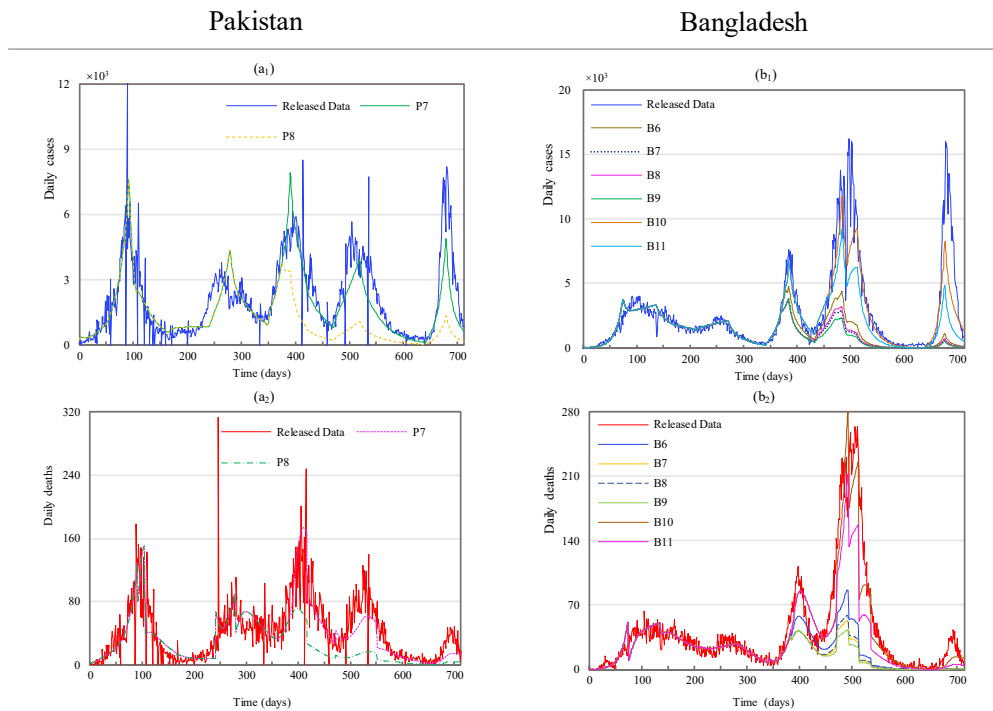 Pakistan
Bangladesh
(a1)
×10³
12
9
6
3
0
Daily cases
Released Data
P7
P8
0 100 200 300 400 500 600 700
Time (days)
(b1)
×10³
20
15
10
5
0
Daily cases
Released Data
B6
B7
B8
B9
B10
B11
0 100 200 300 400 500 600 700
Time (days)
(a2)
320
240
160
80
0
Daily deaths
Released Data
P7
P8
0 100 200 300 400 500 600 700
Time (days)
(b2)
280
210
140
70
0
Daily deaths
Released Data
B6
B7
B8
B9
B10
B11
0 100 200 300 400 500 600 700
Time (days)